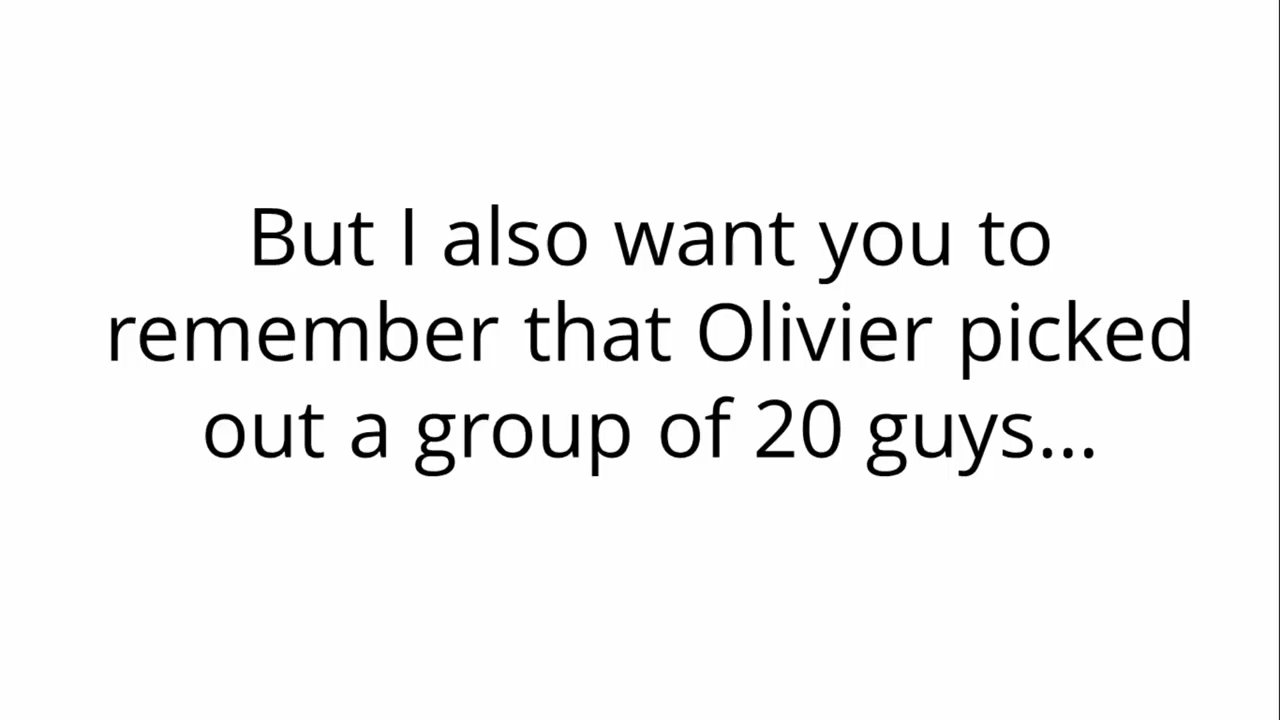 But I also want you to
remember that Olivier picked
out a group of 20 guys...